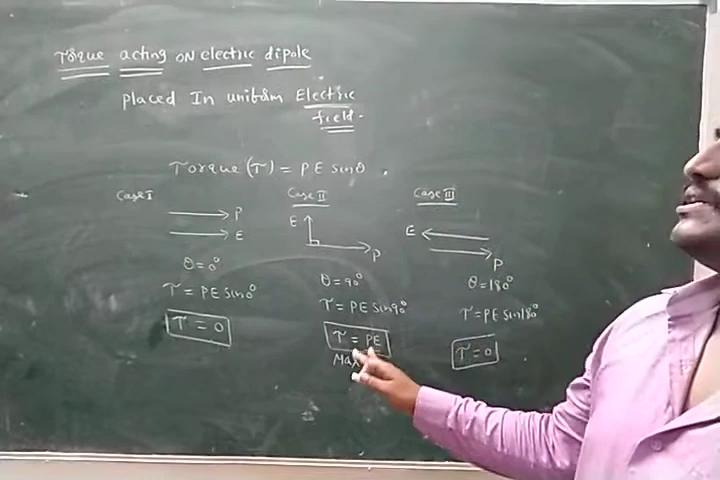 Torque acting on electric dipole
placed In uniform Electric
field.
Torque (τ) = PE sinθ .
Case I
P
E
θ = 0°
τ = PE sin0°
τ = 0
Case II
E
P
θ = 90°
τ = PE sin90°
τ = PE
Case III
E
P
θ = 180°
τ = PE sin180°
τ = 0